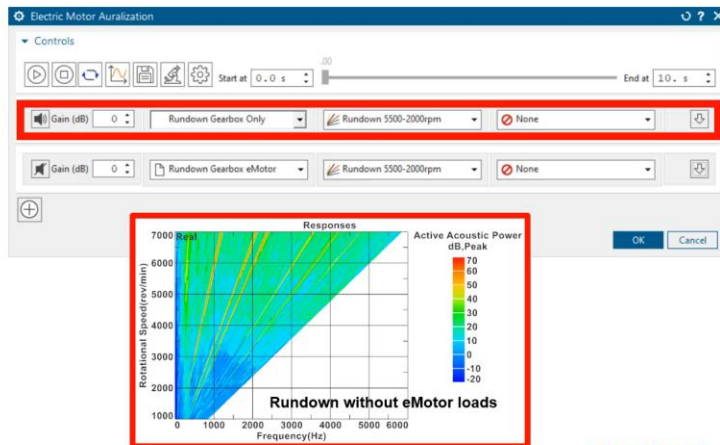 Electric Motor Auralization
Controls
Start at 0.0 s
.00
End at 10. s
Gain (dB) 0 Rundown Gearbox Only Rundown 5500-2000rpm None
Gain (dB) 0 Rundown Gearbox eMotor Rundown 5500-2000rpm None
OK Cancel
Responses
Real
Active Acoustic Power
dB,Peak
7000
6000
5000
4000
3000
2000
1000
Rotational Speed(rev/min)
70
60
50
40
30
20
10
0
-10
-20
Rundown without eMotor loads
0 1000 2000 3000 4000 5000 6000
Frequency(Hz)